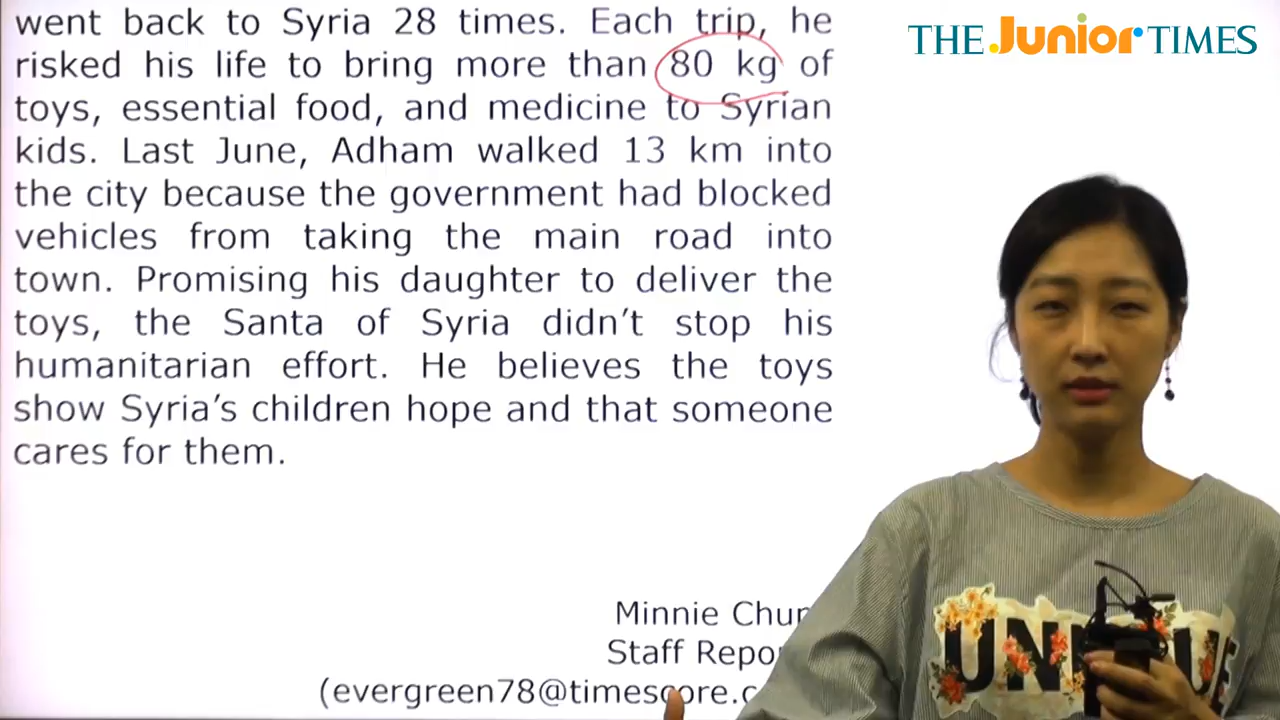 went back to Syria 28 times. Each trip, he
risked his life to bring more than 80 kg of
toys, essential food, and medicine to Syrian
kids. Last June, Adham walked 13 km into
the city because the government had blocked
vehicles from taking the main road into
town. Promising his daughter to deliver the
toys, the Santa of Syria didn’t stop his
humanitarian effort. He believes the toys
show Syria’s children hope and that someone
cares for them.
THE Junior TIMES
Minnie
Staff